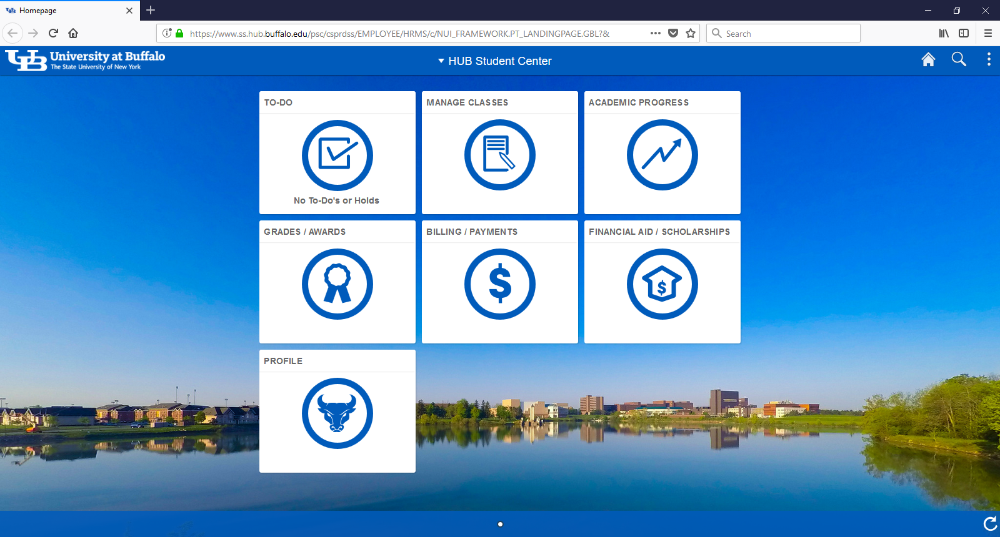 UB Homepage
https://www.ss.hub.buffalo.edu/psc/csprdss/EMPLOYEE/HRMS/c/NUI_FRAMEWORK.PT_LANDINGPAGE.GBL?&
Search
UB University at Buffalo
The State University of New York
HUB Student Center
TO-DO
MANAGE CLASSES
ACADEMIC PROGRESS
No To-Do's or Holds
GRADES / AWARDS
BILLING / PAYMENTS
FINANCIAL AID / SCHOLARSHIPS
$
$
PROFILE